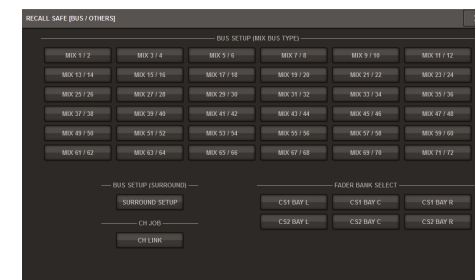 RECALL SAFE [BUS / OTHERS]
BUS SETUP (MIX BUS TYPE)
MIX 1 / 2 MIX 3 / 4 MIX 5 / 6 MIX 7 / 8 MIX 9 / 10 MIX 11 / 12
MIX 13 / 14 MIX 15 / 16 MIX 17 / 18 MIX 19 / 20 MIX 21 / 22 MIX 23 / 24
MIX 25 / 26 MIX 27 / 28 MIX 29 / 30 MIX 31 / 32 MIX 33 / 34 MIX 35 / 36
MIX 37 / 38 MIX 39 / 40 MIX 41 / 42 MIX 43 / 44 MIX 45 / 46 MIX 47 / 48
MIX 49 / 50 MIX 51 / 52 MIX 53 / 54 MIX 55 / 56 MIX 57 / 58 MIX 59 / 60
MIX 61 / 62 MIX 63 / 64 MIX 65 / 66 MIX 67 / 68 MIX 69 / 70 MIX 71 / 72
BUS SETUP (SURROUND) FADER BANK SELECT
SURROUND SETUP CS1 BAY L CS1 BAY C CS1 BAY R
CH JOB CS2 BAY L CS2 BAY C CS2 BAY R
CH LINK